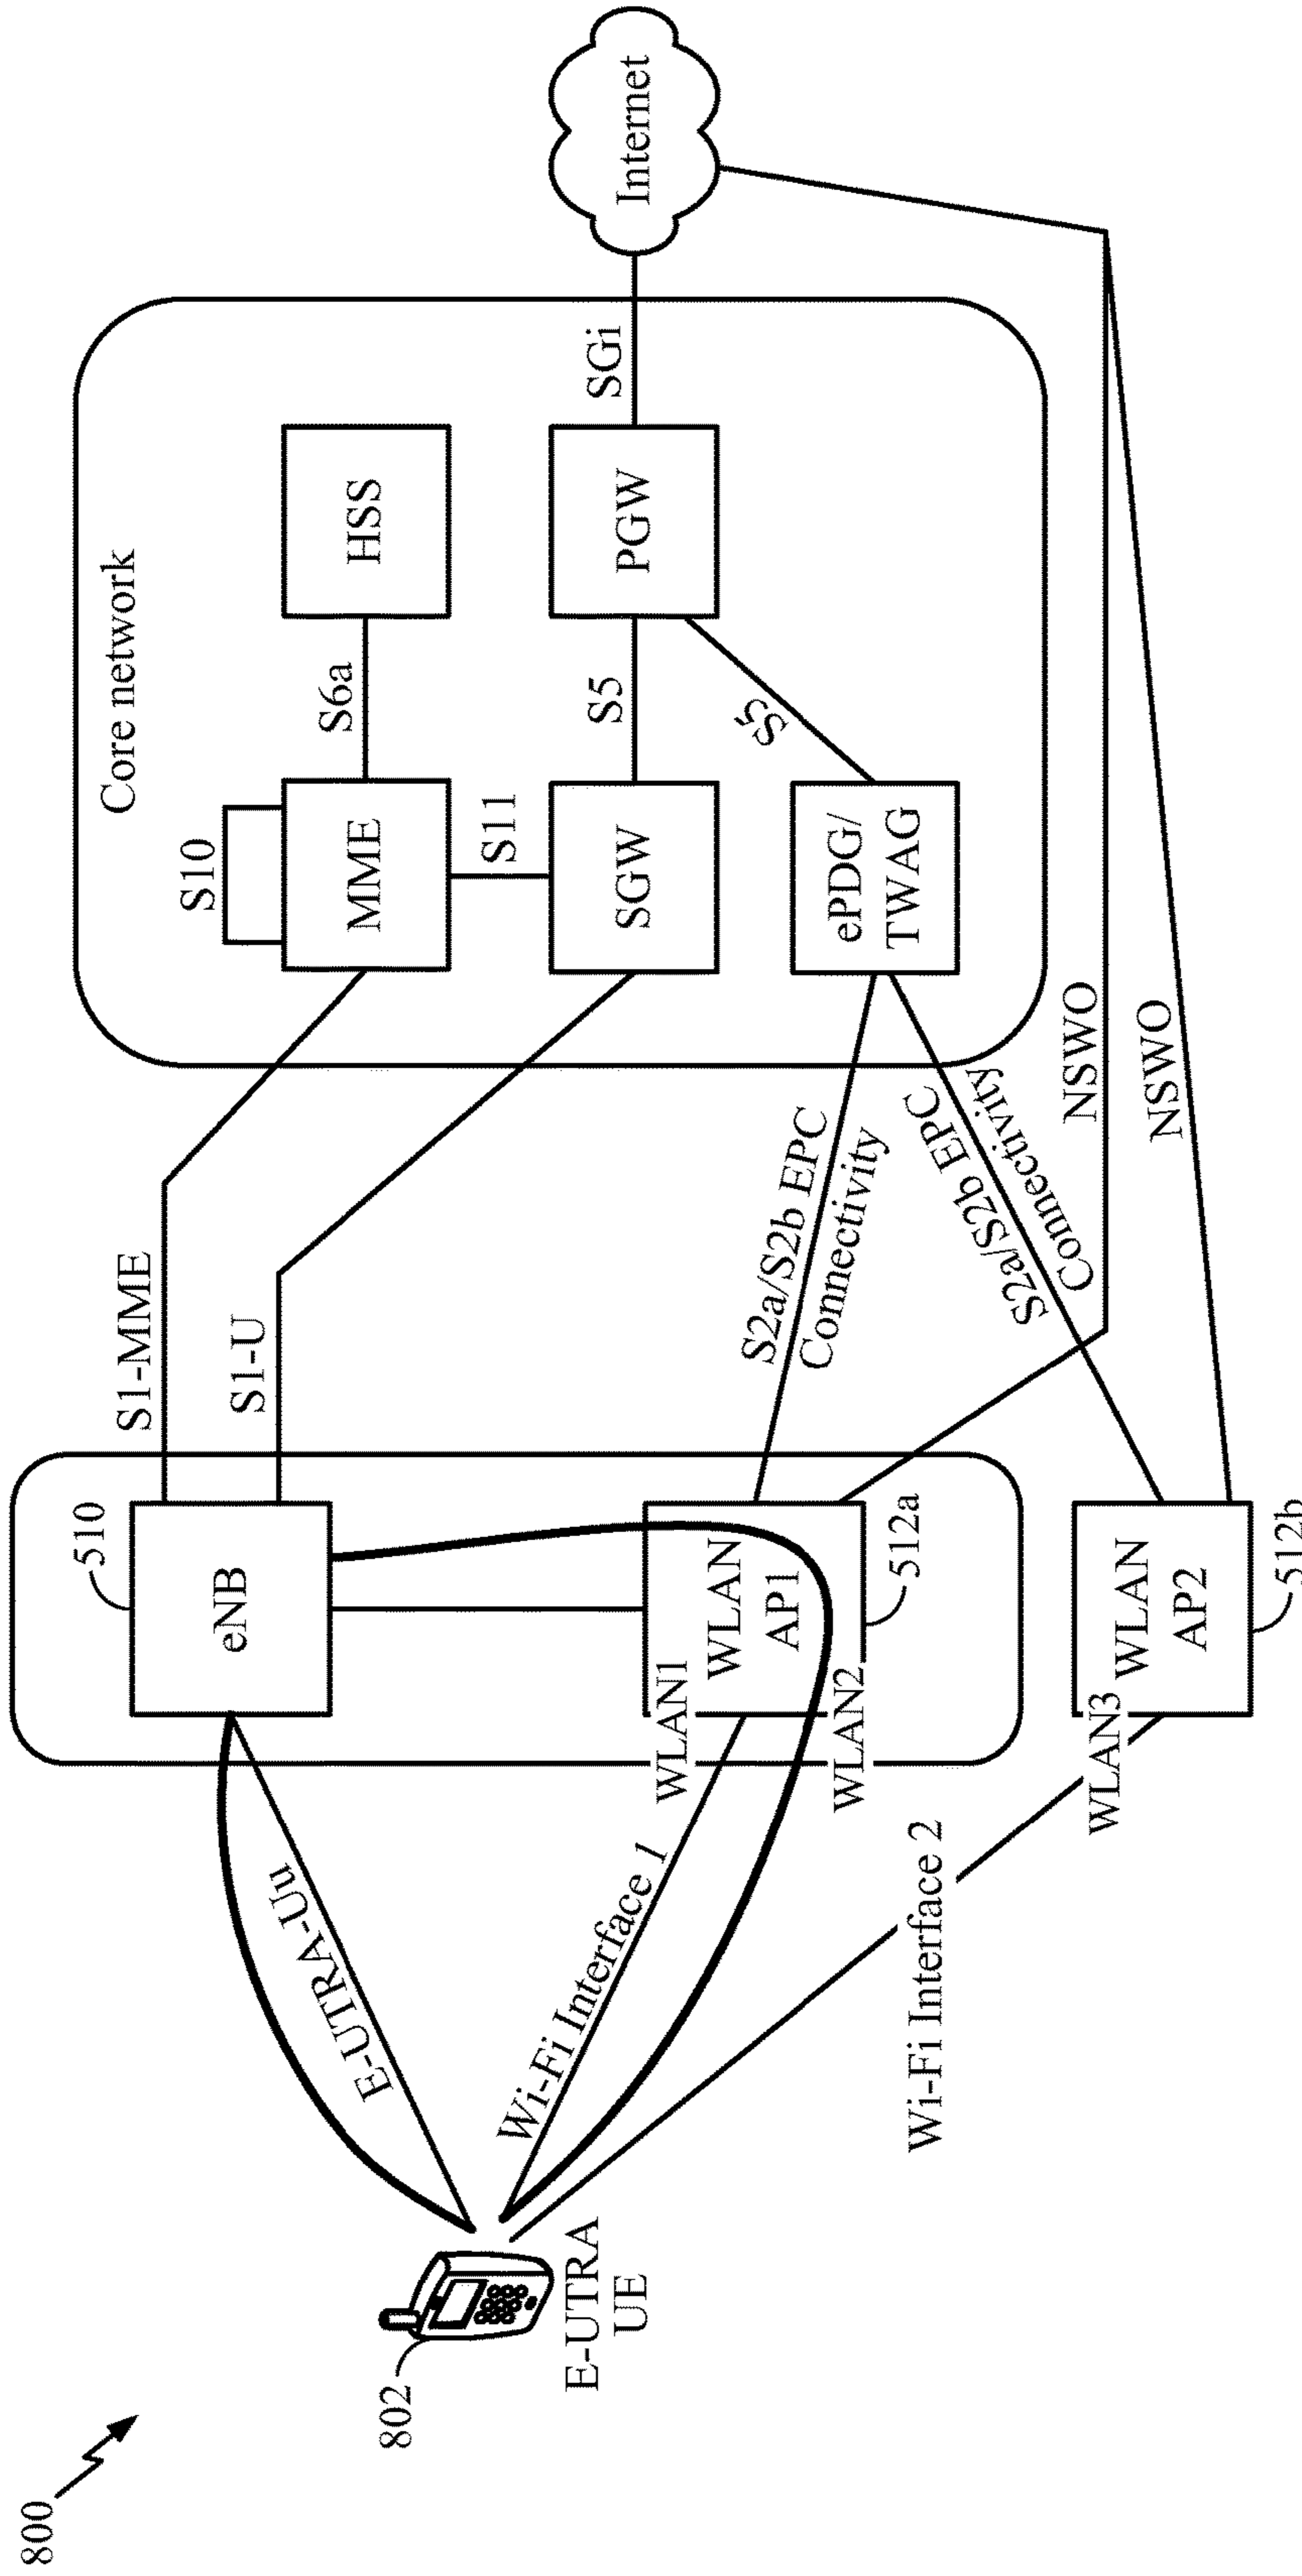 800
802
E-UTRA
UE
E-UTRA-Uu
Wi-Fi Interface 1
Wi-Fi Interface 2
510
eNB
WLAN1
WLAN
AP1
WLAN2
512a
WLAN3
WLAN
AP2
512b
S1-MME
S1-U
S2a/S2b EPC
Connectivity
S2a/S2b EPC
Connectivity
NSWO
NSWO
Core network
S10
MME
S6a
HSS
S11
SGW
S5
PGW
S5
ePDG/
TWAG
SGi
Internet